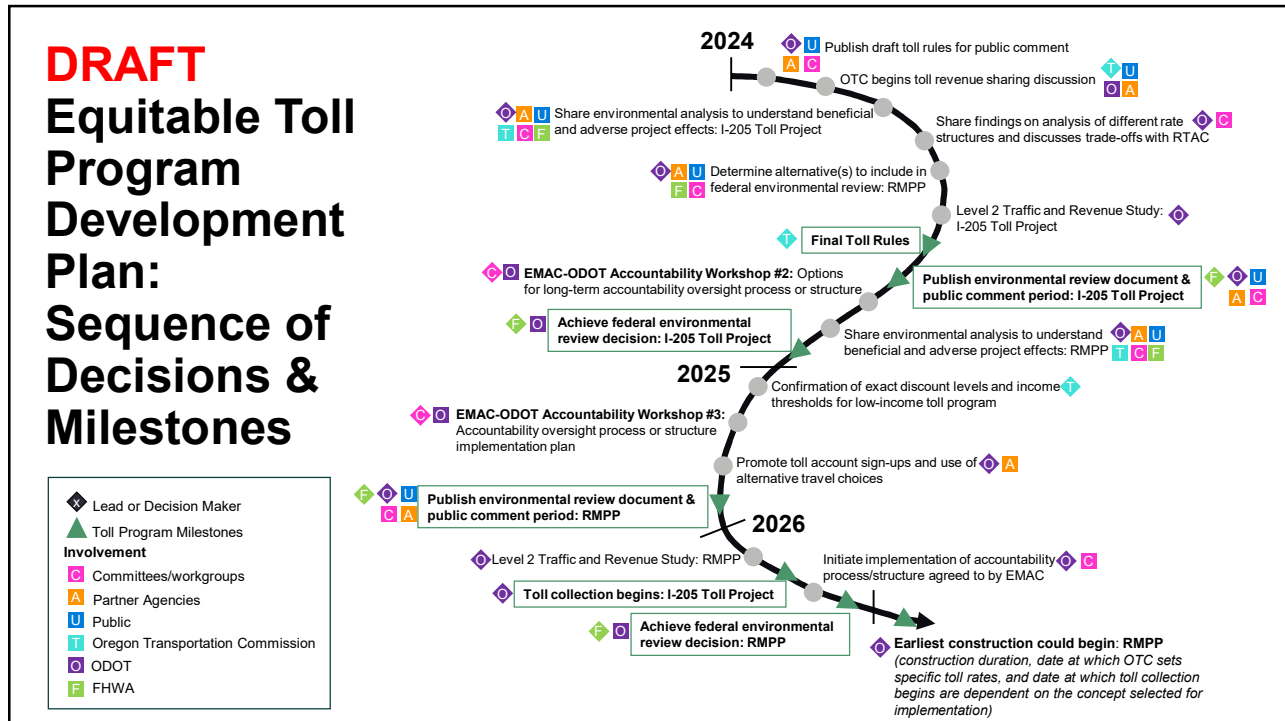 DRAFT
Equitable Toll
Program
Development
Plan:
Sequence of
Decisions &
Milestones
X Lead or Decision Maker
Toll Program Milestones
Involvement
C Committees/workgroups
A Partner Agencies
U Public
T Oregon Transportation Commission
O ODOT
F FHWA
2024
O U
A C
Publish draft toll rules for public comment
OTC begins toll revenue sharing discussion
T U
O A
O A U
T C F
Share environmental analysis to understand beneficial
and adverse project effects: I-205 Toll Project
Share findings on analysis of different rate
structures and discusses trade-offs with RTAC
O C
O A U
F C
Determine alternative(s) to include in
federal environmental review: RMPP
Level 2 Traffic and Revenue Study:
I-205 Toll Project
O
T Final Toll Rules
Publish environmental review document &
public comment period: I-205 Toll Project
F O U
A C
C O EMAC-ODOT Accountability Workshop #2: Options
for long-term accountability oversight process or structure
Share environmental analysis to understand
beneficial and adverse project effects: RMPP
O A U
T C F
F O Achieve federal environmental
review decision: I-205 Toll Project
2025
Confirmation of exact discount levels and income
thresholds for low-income toll program
T
C O EMAC-ODOT Accountability Workshop #3:
Accountability oversight process or structure
implementation plan
Promote toll account sign-ups and use of
alternative travel choices
O A
F O U
C A
Publish environmental review document &
public comment period: RMPP
2026
O Level 2 Traffic and Revenue Study: RMPP
Initiate implementation of accountability
process/structure agreed to by EMAC
O C
O Toll collection begins: I-205 Toll Project
F O Achieve federal environmental
review decision: RMPP
O Earliest construction could begin: RMPP
(construction duration, date at which OTC sets
specific toll rates, and date at which toll collection
begins are dependent on the concept selected for
implementation)